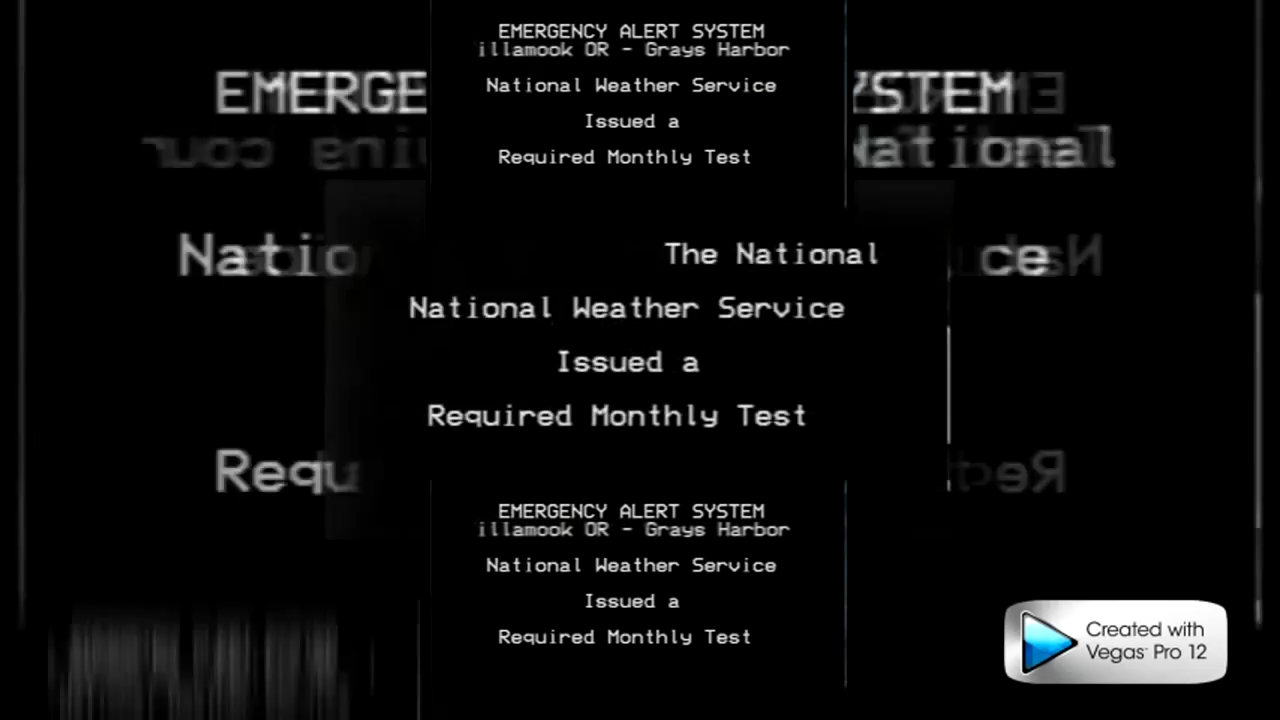 EMERGENCY ALERT SYSTEM
illamook OR - Grays Harbor
National Weather Service
Issued a
Required Monthly Test
EMERGE
YSTEM
National
Natio
ce
The National
National Weather Service
Issued a
Required Monthly Test
Requ
EMERGENCY ALERT SYSTEM
illamook OR - Grays Harbor
National Weather Service
Issued a
Required Monthly Test
Created with
Vegas Pro 12